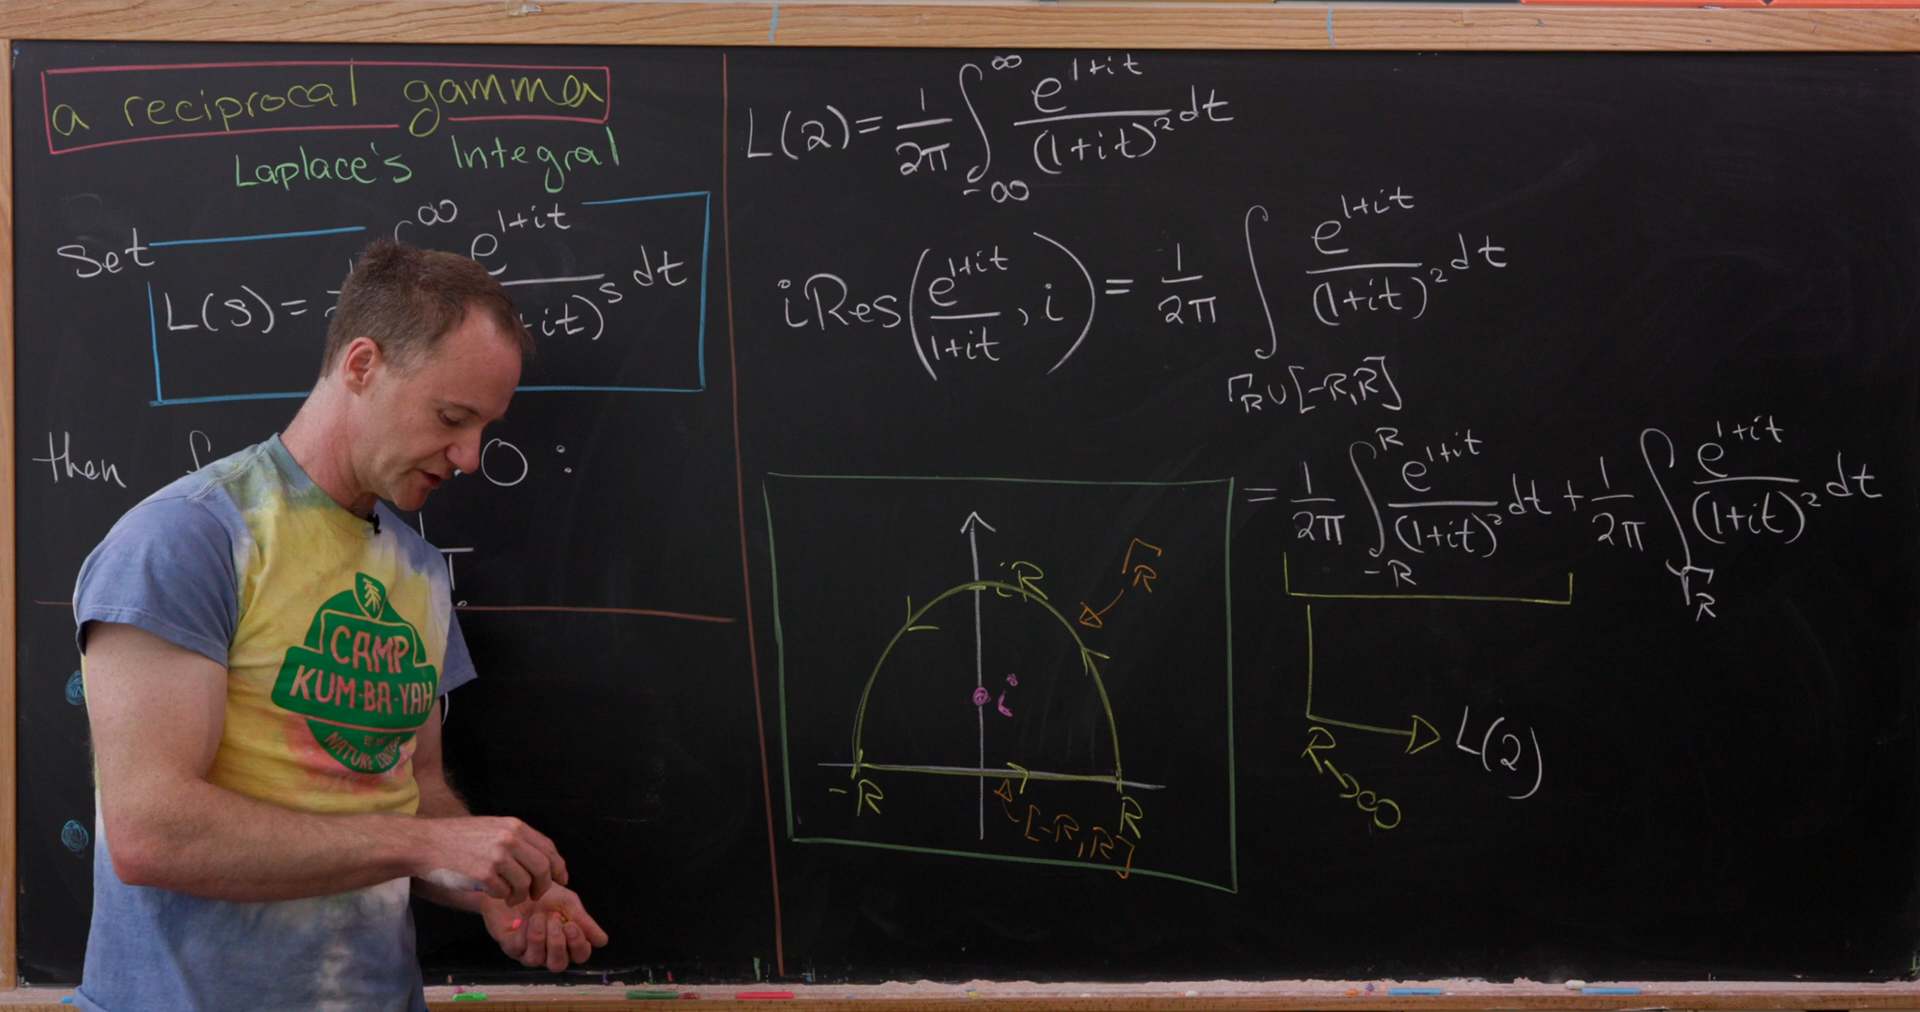 a reciprocal gamma
Laplace's Integral
Set
L(s)= ∫^∞ e^{1+it} / +it)^s dt
then f 0:
L(2)= 1/2π ∫_{-∞}^{∞} e^{1+it}/(1+it)^2 dt
iRes(e^{1+it}/1+it, i) = 1/2π ∫_{Γ_R∪[-R,R]} e^{1+it}/(1+it)^2 dt
= 1/2π ∫_{-R}^{R} e^{1+it}/(1+it)^2 dt + 1/2π ∫_{Γ_R} e^{1+it}/(1+it)^2 dt
iR
Γ_R
i
-R
R
[-R,R]
R→∞
L(2)
CAMP
KUM·BA·YAH
NATURE